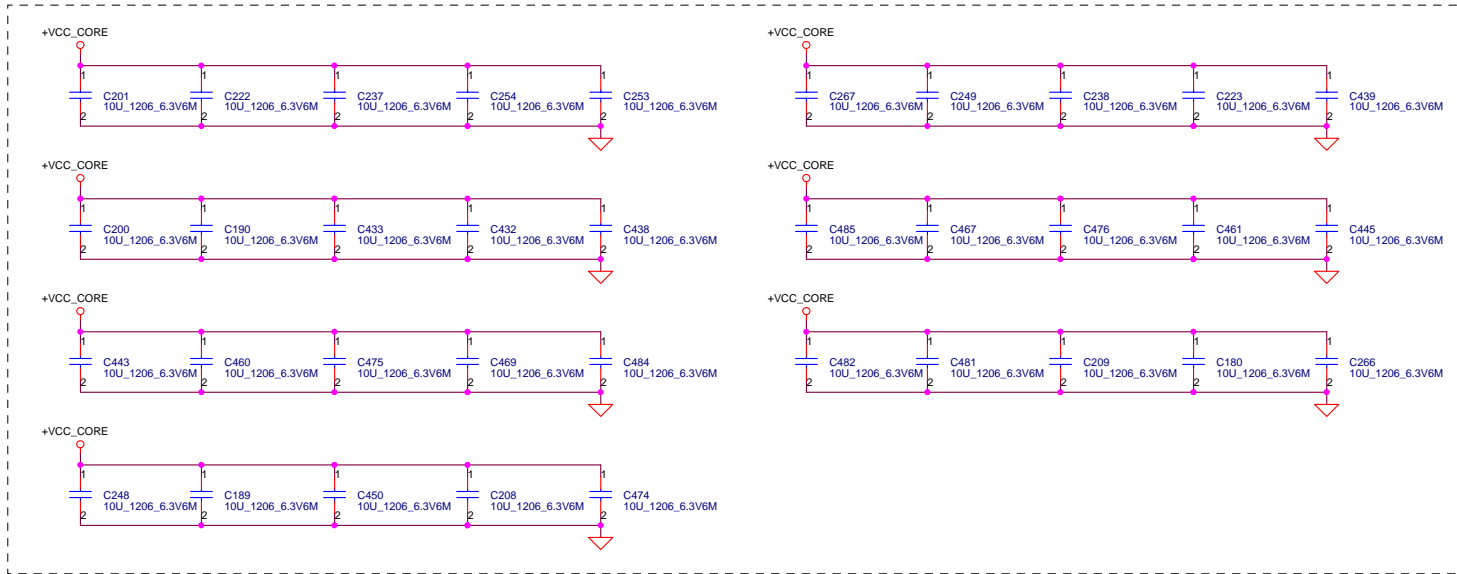 +VCC_CORE
1 1 1 1 1
C201 C222 C237 C254 C253
10U_1206_6.3V6M 10U_1206_6.3V6M 10U_1206_6.3V6M 10U_1206_6.3V6M 10U_1206_6.3V6M
2 2 2 2 2
+VCC_CORE
1 1 1 1 1
C200 C190 C433 C432 C438
10U_1206_6.3V6M 10U_1206_6.3V6M 10U_1206_6.3V6M 10U_1206_6.3V6M 10U_1206_6.3V6M
2 2 2 2 2
+VCC_CORE
1 1 1 1 1
C443 C460 C475 C469 C484
10U_1206_6.3V6M 10U_1206_6.3V6M 10U_1206_6.3V6M 10U_1206_6.3V6M 10U_1206_6.3V6M
2 2 2 2 2
+VCC_CORE
1 1 1 1 1
C248 C189 C450 C208 C474
10U_1206_6.3V6M 10U_1206_6.3V6M 10U_1206_6.3V6M 10U_1206_6.3V6M 10U_1206_6.3V6M
2 2 2 2 2
+VCC_CORE
1 1 1 1 1
C267 C249 C238 C223 C439
10U_1206_6.3V6M 10U_1206_6.3V6M 10U_1206_6.3V6M 10U_1206_6.3V6M 10U_1206_6.3V6M
2 2 2 2 2
+VCC_CORE
1 1 1 1 1
C485 C467 C476 C461 C445
10U_1206_6.3V6M 10U_1206_6.3V6M 10U_1206_6.3V6M 10U_1206_6.3V6M 10U_1206_6.3V6M
2 2 2 2 2
+VCC_CORE
1 1 1 1 1
C482 C481 C209 C180 C266
10U_1206_6.3V6M 10U_1206_6.3V6M 10U_1206_6.3V6M 10U_1206_6.3V6M 10U_1206_6.3V6M
2 2 2 2 2